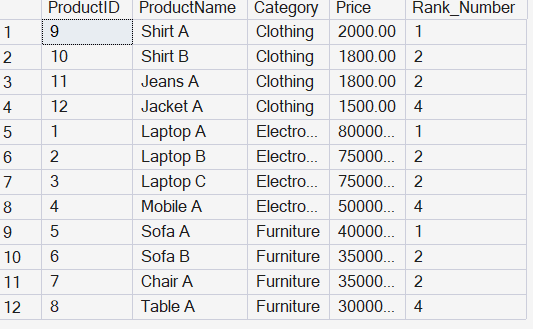 ProductID ProductName Category Price Rank_Number
1 9 Shirt A Clothing 2000.00 1
2 10 Shirt B Clothing 1800.00 2
3 11 Jeans A Clothing 1800.00 2
4 12 Jacket A Clothing 1500.00 4
5 1 Laptop A Electro... 80000... 1
6 2 Laptop B Electro... 75000... 2
7 3 Laptop C Electro... 75000... 2
8 4 Mobile A Electro... 50000... 4
9 5 Sofa A Furniture 40000... 1
10 6 Sofa B Furniture 35000... 2
11 7 Chair A Furniture 35000... 2
12 8 Table A Furniture 30000... 4